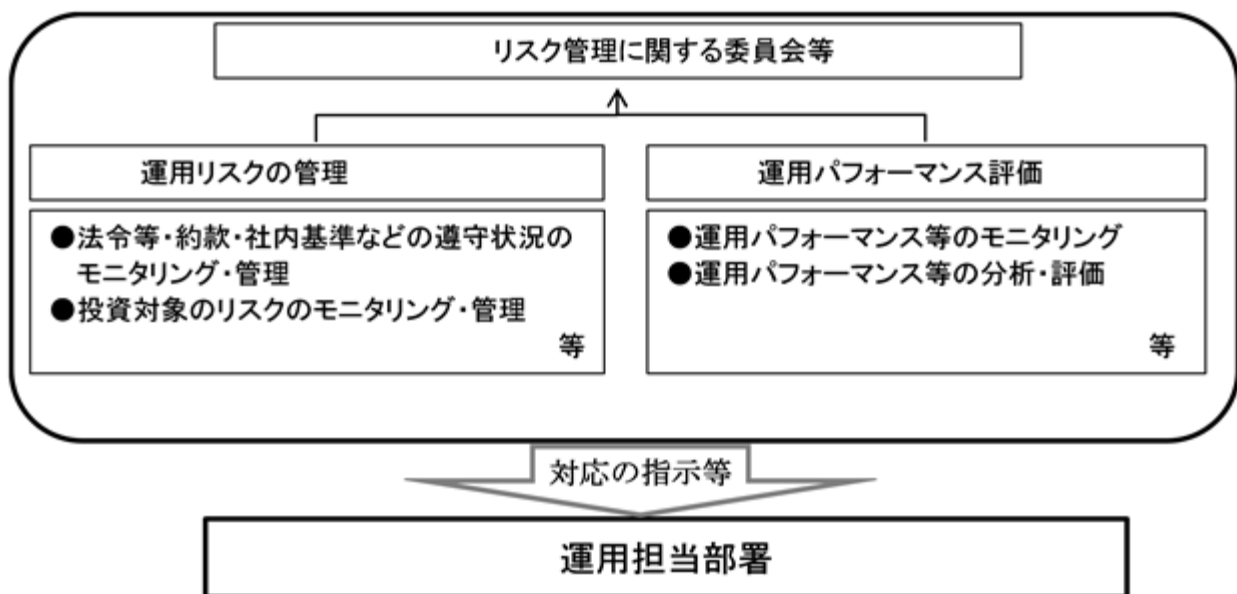 リスク管理に関する委員会等
運用リスクの管理
●法令等・約款・社内基準などの遵守状況の
モニタリング・管理
●投資対象のリスクのモニタリング・管理
等
運用パフォーマンス評価
●運用パフォーマンス等のモニタリング
●運用パフォーマンス等の分析・評価
等
対応の指示等
運用担当部署